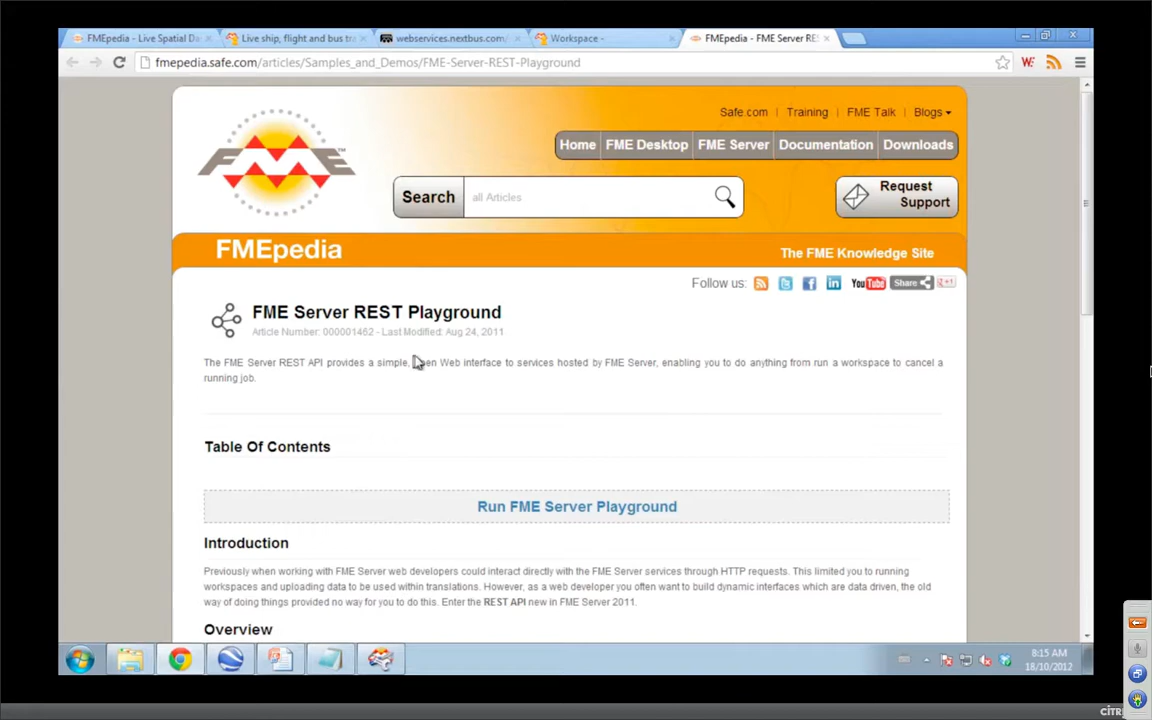 FMEpedia - Live Spatial Da
Live ship, flight and bus tra
webservices.nextbus.com/
Workspace -
FMEpedia - FME Server RES
fmepedia.safe.com/articles/Samples_and_Demos/FME-Server-REST-Playground
Safe.com | Training | FME Talk | Blogs
Home FME Desktop FME Server Documentation Downloads
FME™
Search all Articles
Request Support
FMEpedia
The FME Knowledge Site
Follow us: You Tube Share +1
FME Server REST Playground
Article Number: 000001462 - Last Modified: Aug 24, 2011
The FME Server REST API provides a simple, en Web interface to services hosted by FME Server, enabling you to do anything from run a workspace to cancel a
running job.
Table Of Contents
Run FME Server Playground
Introduction
Previously when working with FME Server web developers could interact directly with the FME Server services through HTTP requests. This limited you to running
workspaces and uploading data to be used within translations. However, as a web developer you often want to build dynamic interfaces which are data driven, the old
way of doing things provided no way for you to do this. Enter the REST API new in FME Server 2011.
Overview
8:15 AM
18/10/2012